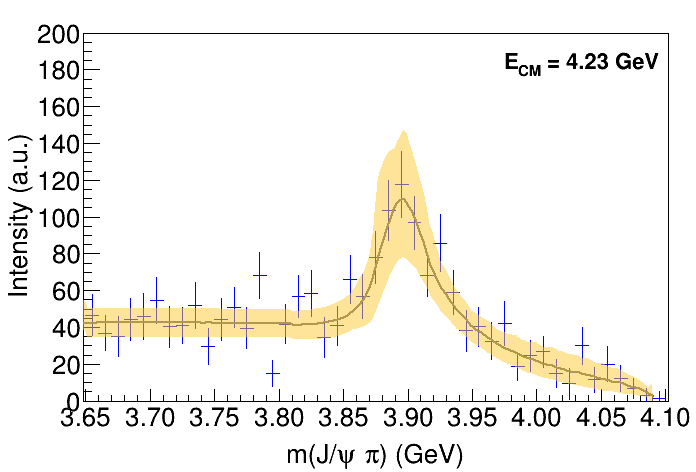 200
180
160
140
120
100
80
60
40
20
0
Intensity (a.u.)
E_CM = 4.23 GeV
3.65 3.70 3.75 3.80 3.85 3.90 3.95 4.00 4.05 4.10
m(J/ψ π) (GeV)